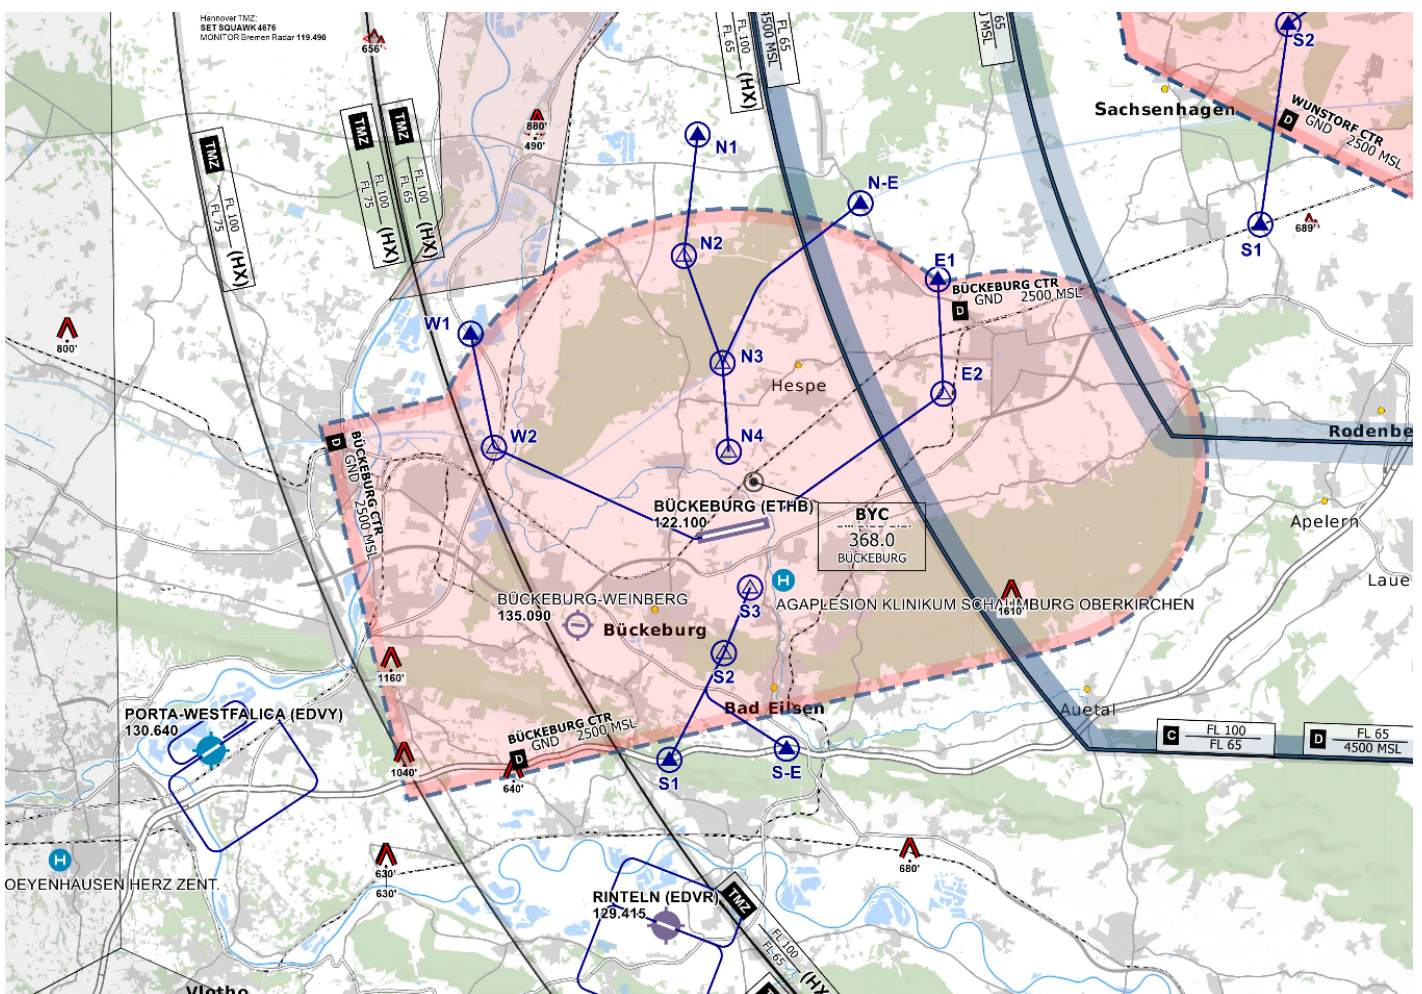 Hannover TMZ:
SET SQUAWK 4676
MONITOR Bremen Radar 119.490
656'
FL 100
FL 65
(HX)
FL 65
4500 MSL
FL 65
MSL
S2
Sachsenhagen
WUNSTORF CTR
D
GND 2500 MSL
TMZ
FL 100
FL 75
(HX)
TMZ
FL 100
FL 75
(HX)
TMZ
FL 100
FL 65
(HX)
880'
490'
N1
N-E
N2
S1
689'
E1
BÜCKEBURG CTR
D
GND 2500 MSL
800'
W1
N3
Hespe
E2
W2
N4
D
BÜCKEBURG CTR
GND 2500 MSL
Rodenbe
BÜCKEBURG (ETHB)
122.100
BYC
368.0
BÜCKEBURG
Apelern
Laue
BÜCKEBURG-WEINBERG
135.090
Bückeburg
S3
H
AGAPLESION KLINIKUM SCHAUMBURG OBERKIRCHEN
1610'
S2
1160'
Bad Eilsen
Auetal
PORTA-WESTFALICA (EDVY)
130.640
BÜCKEBURG CTR
D
GND 2500 MSL
1040'
640'
S1
S-E
C
FL 100
FL 65
D
FL 65
4500 MSL
H
OEYENHAUSEN HERZ ZENT.
630'
630'
680'
RINTELN (EDVR)
129.415
TMZ
FL 100
FL 65
(HX)
TMZ
Vlotho